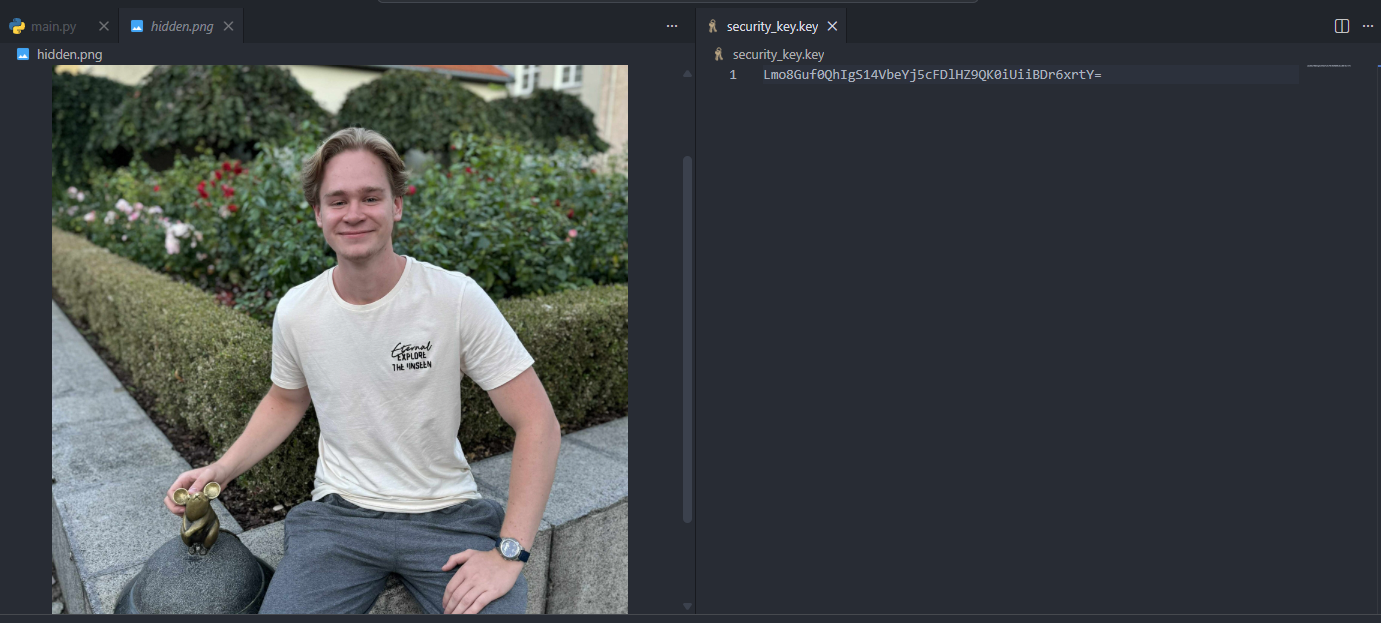 main.py
hidden.png
security_key.key
hidden.png
security_key.key
1 Lmo8Guf0QhIgS14VbeYj5cFDlHZ9QK0iUiiBDr6xrtY=
Eternal
EXPLORE
THE UNSEEN